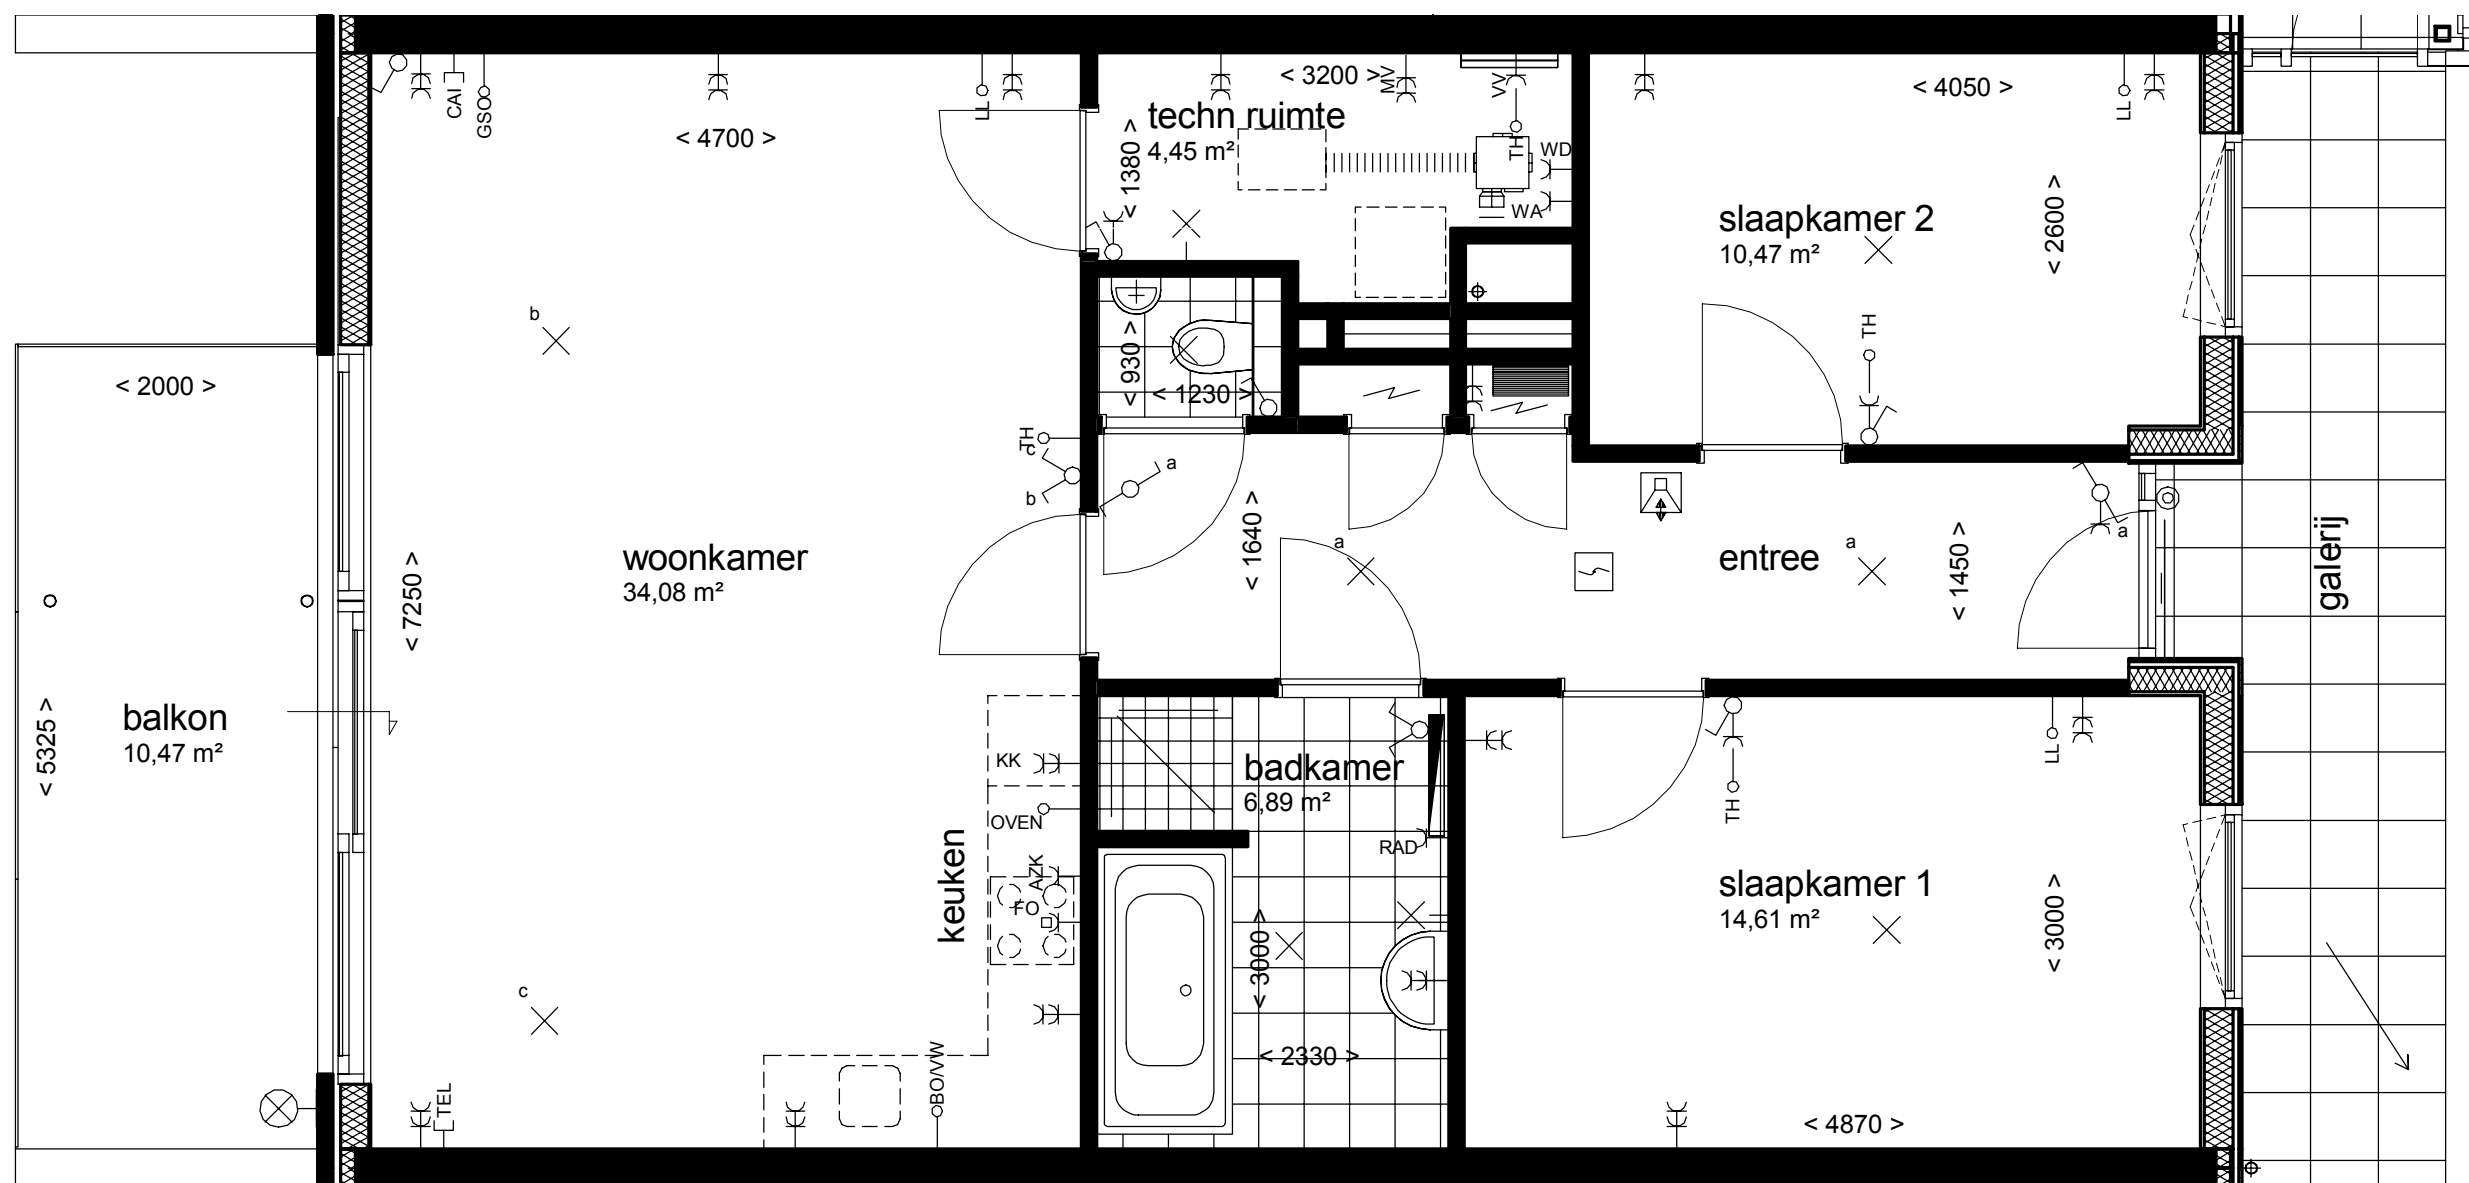 CAI
GSO
LL
< 4700 >
< 3200 >
MV
VV
techn ruimte
4,45 m²
< 1380 >
TH
WD
WA
< 4050 >
LL
slaapkamer 2
10,47 m²
< 2600 >
TH
b
< 930 >
< 1230 >
< 2000 >
TH
c
b
a
< 7250 >
woonkamer
34,08 m²
< 1640 >
a
entree
a
< 1450 >
a
galerij
< 5325 >
balkon
10,47 m²
KK
OVEN
keuken
AZK
FO
c
TEL
BO/VW
badkamer
6,89 m²
RAD
< 3000 >
< 2330 >
TH
LL
slaapkamer 1
14,61 m²
< 3000 >
< 4870 >